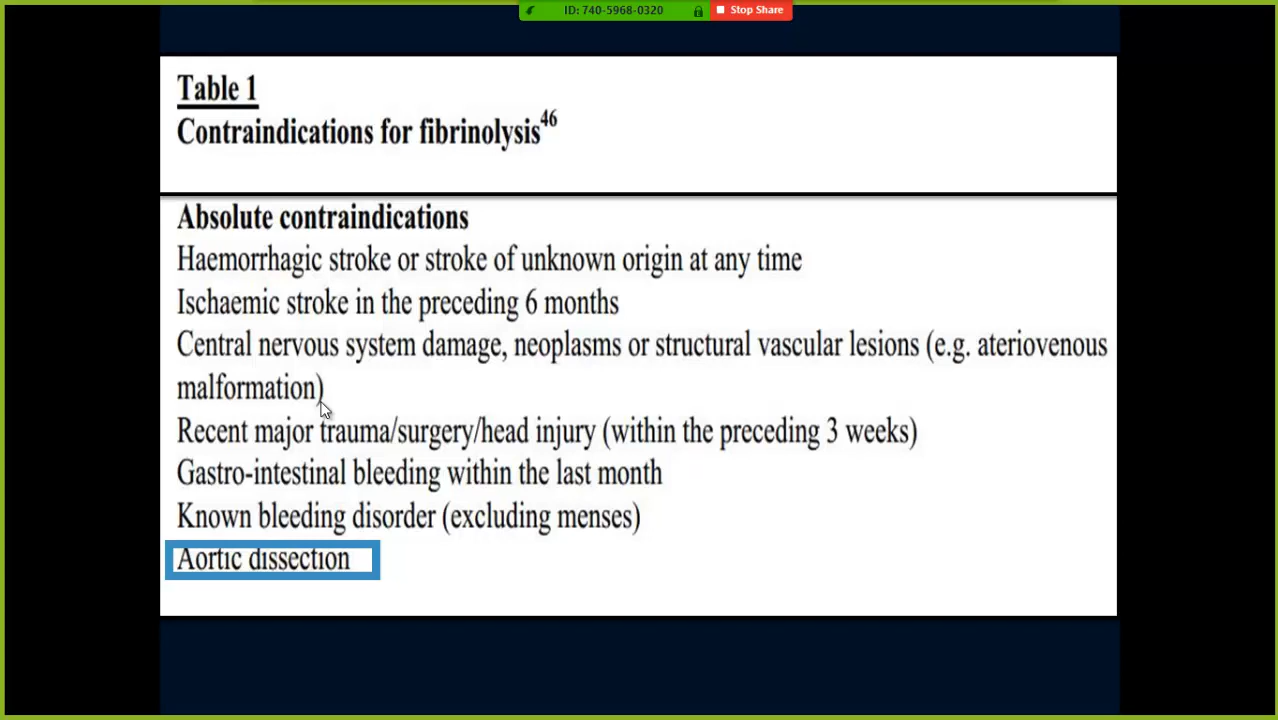 ID: 740-5968-0320
Stop Share
Table 1
Contraindications for fibrinolysis46
Absolute contraindications
Haemorrhagic stroke or stroke of unknown origin at any time
Ischaemic stroke in the preceding 6 months
Central nervous system damage, neoplasms or structural vascular lesions (e.g. ateriovenous
malformation)
Recent major trauma/surgery/head injury (within the preceding 3 weeks)
Gastro-intestinal bleeding within the last month
Known bleeding disorder (excluding menses)
Aortic dissection